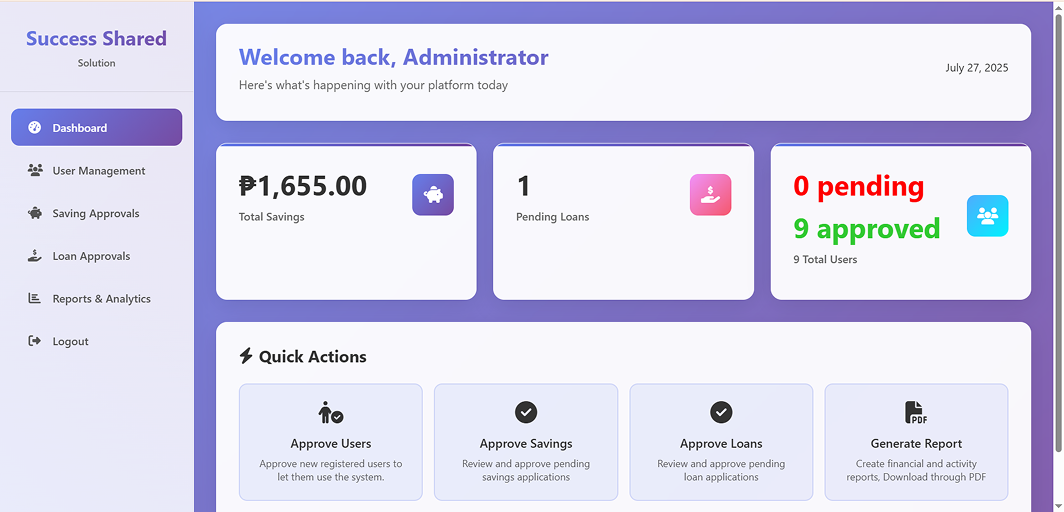 Success Shared
Solution
Dashboard
User Management
Saving Approvals
Loan Approvals
Reports & Analytics
Logout
Welcome back, Administrator
Here's what's happening with your platform today
July 27, 2025
₱1,655.00
Total Savings
1
Pending Loans
0 pending
9 approved
9 Total Users
Quick Actions
Approve Users
Approve new registered users to
let them use the system.
Approve Savings
Review and approve pending
savings applications
Approve Loans
Review and approve pending
loan applications
PDF
Generate Report
Create financial and activity
reports, Download through PDF